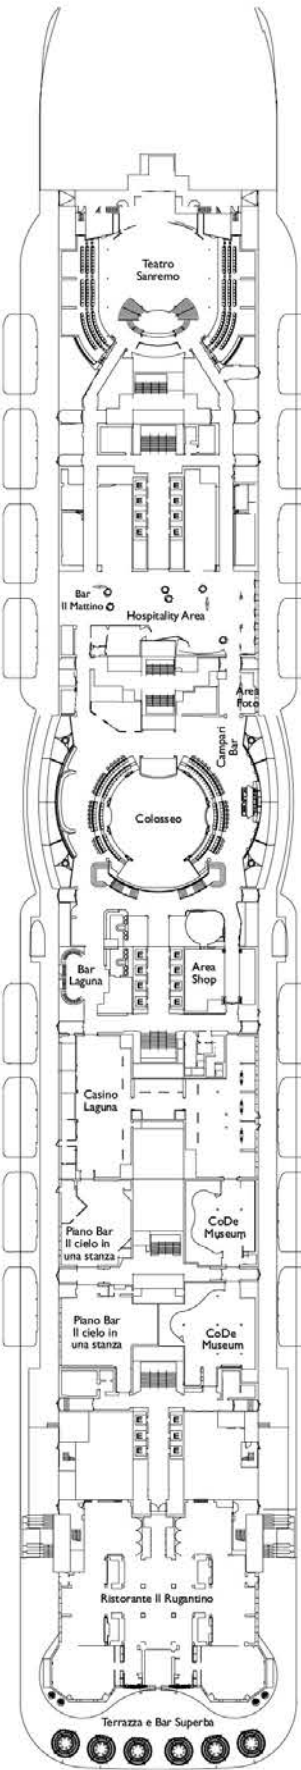 Teatro
Sanremo
Bar
Il Mattino
Hospitality Area
Area
Foto
Campari
Bar
Colosseo
Bar
Laguna
Area
Shop
Casino
Laguna
Piano Bar
Il cielo in
una stanza
CoDe
Museum
Piano Bar
Il cielo in
una stanza
CoDe
Museum
Ristorante Il Rugantino
Terrazza e Bar Superba